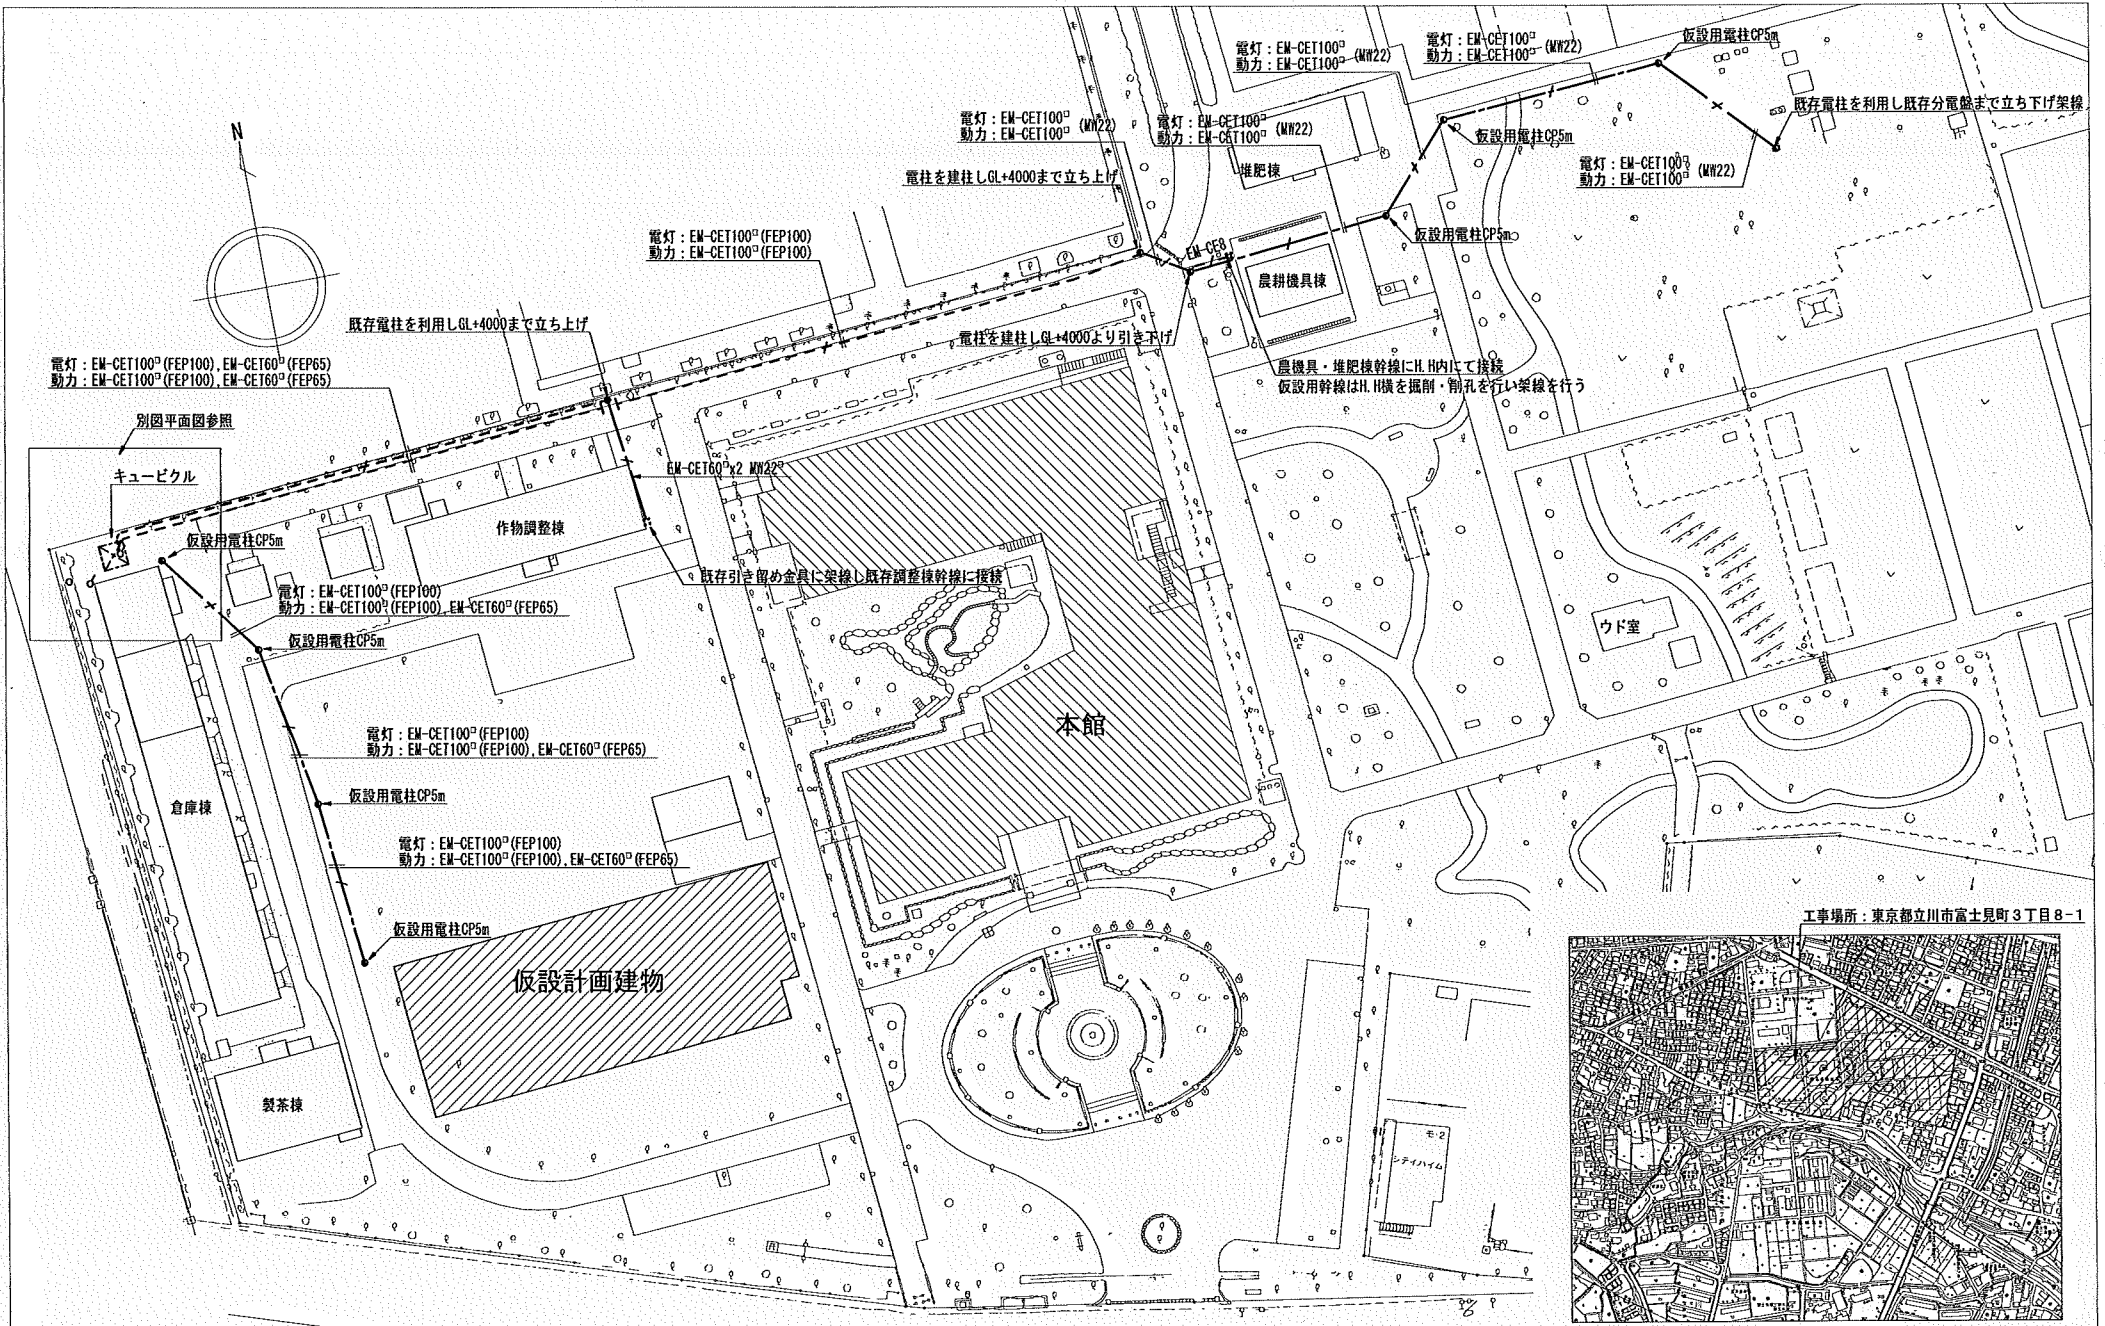 仮設用電柱CP5m
電灯：EM-CET100□ (MW22)
動力：EM-CET100□
電灯：EM-CET100□ (MW22)
動力：EM-CET100□
既存電柱を利用し既存分電盤まで立ち下げ架線
電灯：EM-CET100□ (MW22)
動力：EM-CET100□
電灯：EM-CET100□ (MW22)
動力：EM-CET100□
仮設用電柱CP5m
N
堆肥棟
電灯：EM-CET100□ (MW22)
動力：EM-CET100□
電柱を建柱しGL+4000まで立ち上げ
仮設用電柱CP5m
電灯：EM-CET100□(FEP100)
動力：EM-CET100□(FEP100)
EM-CE8
農耕機具棟
既存電柱を利用しGL+4000まで立ち上げ
電柱を建柱しGL+4000より引き下げ
電灯：EM-CET100□(FEP100),EM-CET60□(FEP65)
動力：EM-CET100□(FEP100),EM-CET60□(FEP65)
農機具・堆肥棟幹線にH.H内にて接続
仮設用幹線はH.H横を掘削・削孔を行い架線を行う
別図平面図参照
キュービクル
EM-CET60□x2 MW22□
作物調整棟
仮設用電柱CP5m
既存引き留め金具に架線し既存調整棟幹線に接続
電灯：EM-CET100□(FEP100)
動力：EM-CET100□(FEP100),EM-CET60□(FEP65)
ウド室
仮設用電柱CP5m
本館
電灯：EM-CET100□(FEP100)
動力：EM-CET100□(FEP100),EM-CET60□(FEP65)
仮設用電柱CP5m
倉庫棟
電灯：EM-CET100□(FEP100)
動力：EM-CET100□(FEP100),EM-CET60□(FEP65)
工事場所：東京都立川市富士見町３丁目８−１
仮設用電柱CP5m
仮設計画建物
製茶棟
モ-2
シティハイム